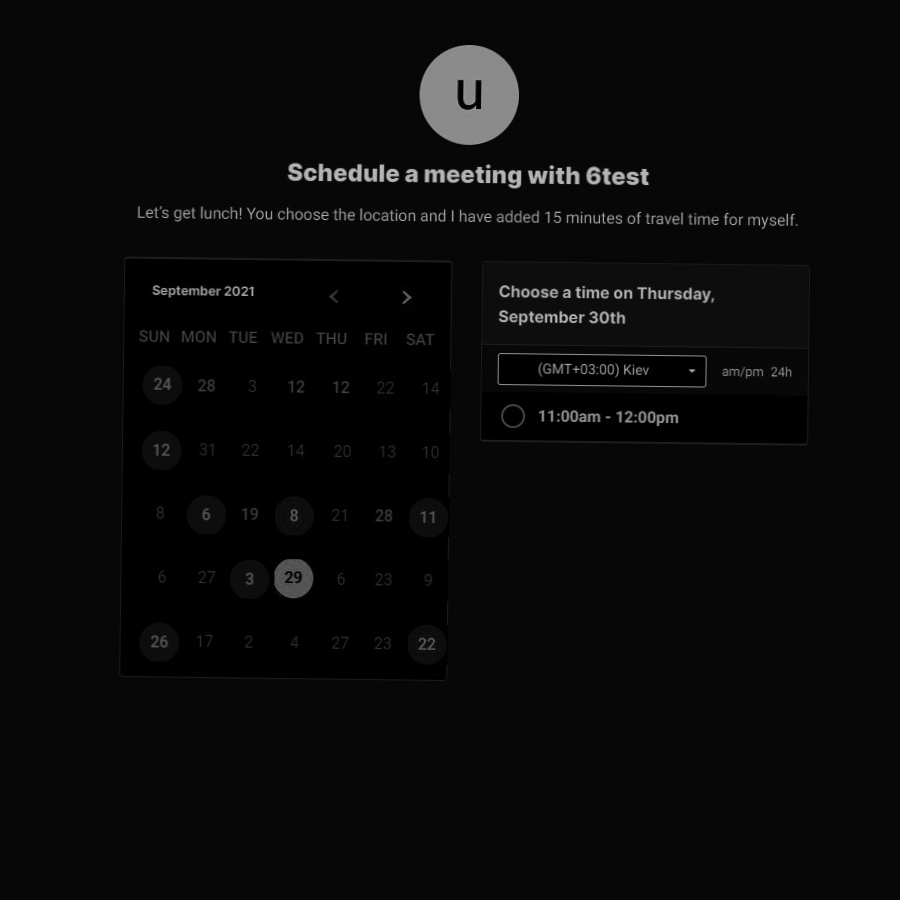 u
Schedule a meeting with 6test
Let's get lunch! You choose the location and I have added 15 minutes of travel time for myself.
September 2021
SUN MON TUE WED THU FRI SAT
24 28 3 12 12 22 14
12 31 22 14 20 13 10
8 6 19 8 21 28 11
6 27 3 29 6 23 9
26 17 2 4 27 23 22
Choose a time on Thursday,
September 30th
(GMT+03:00) Kiev am/pm 24h
11:00am - 12:00pm